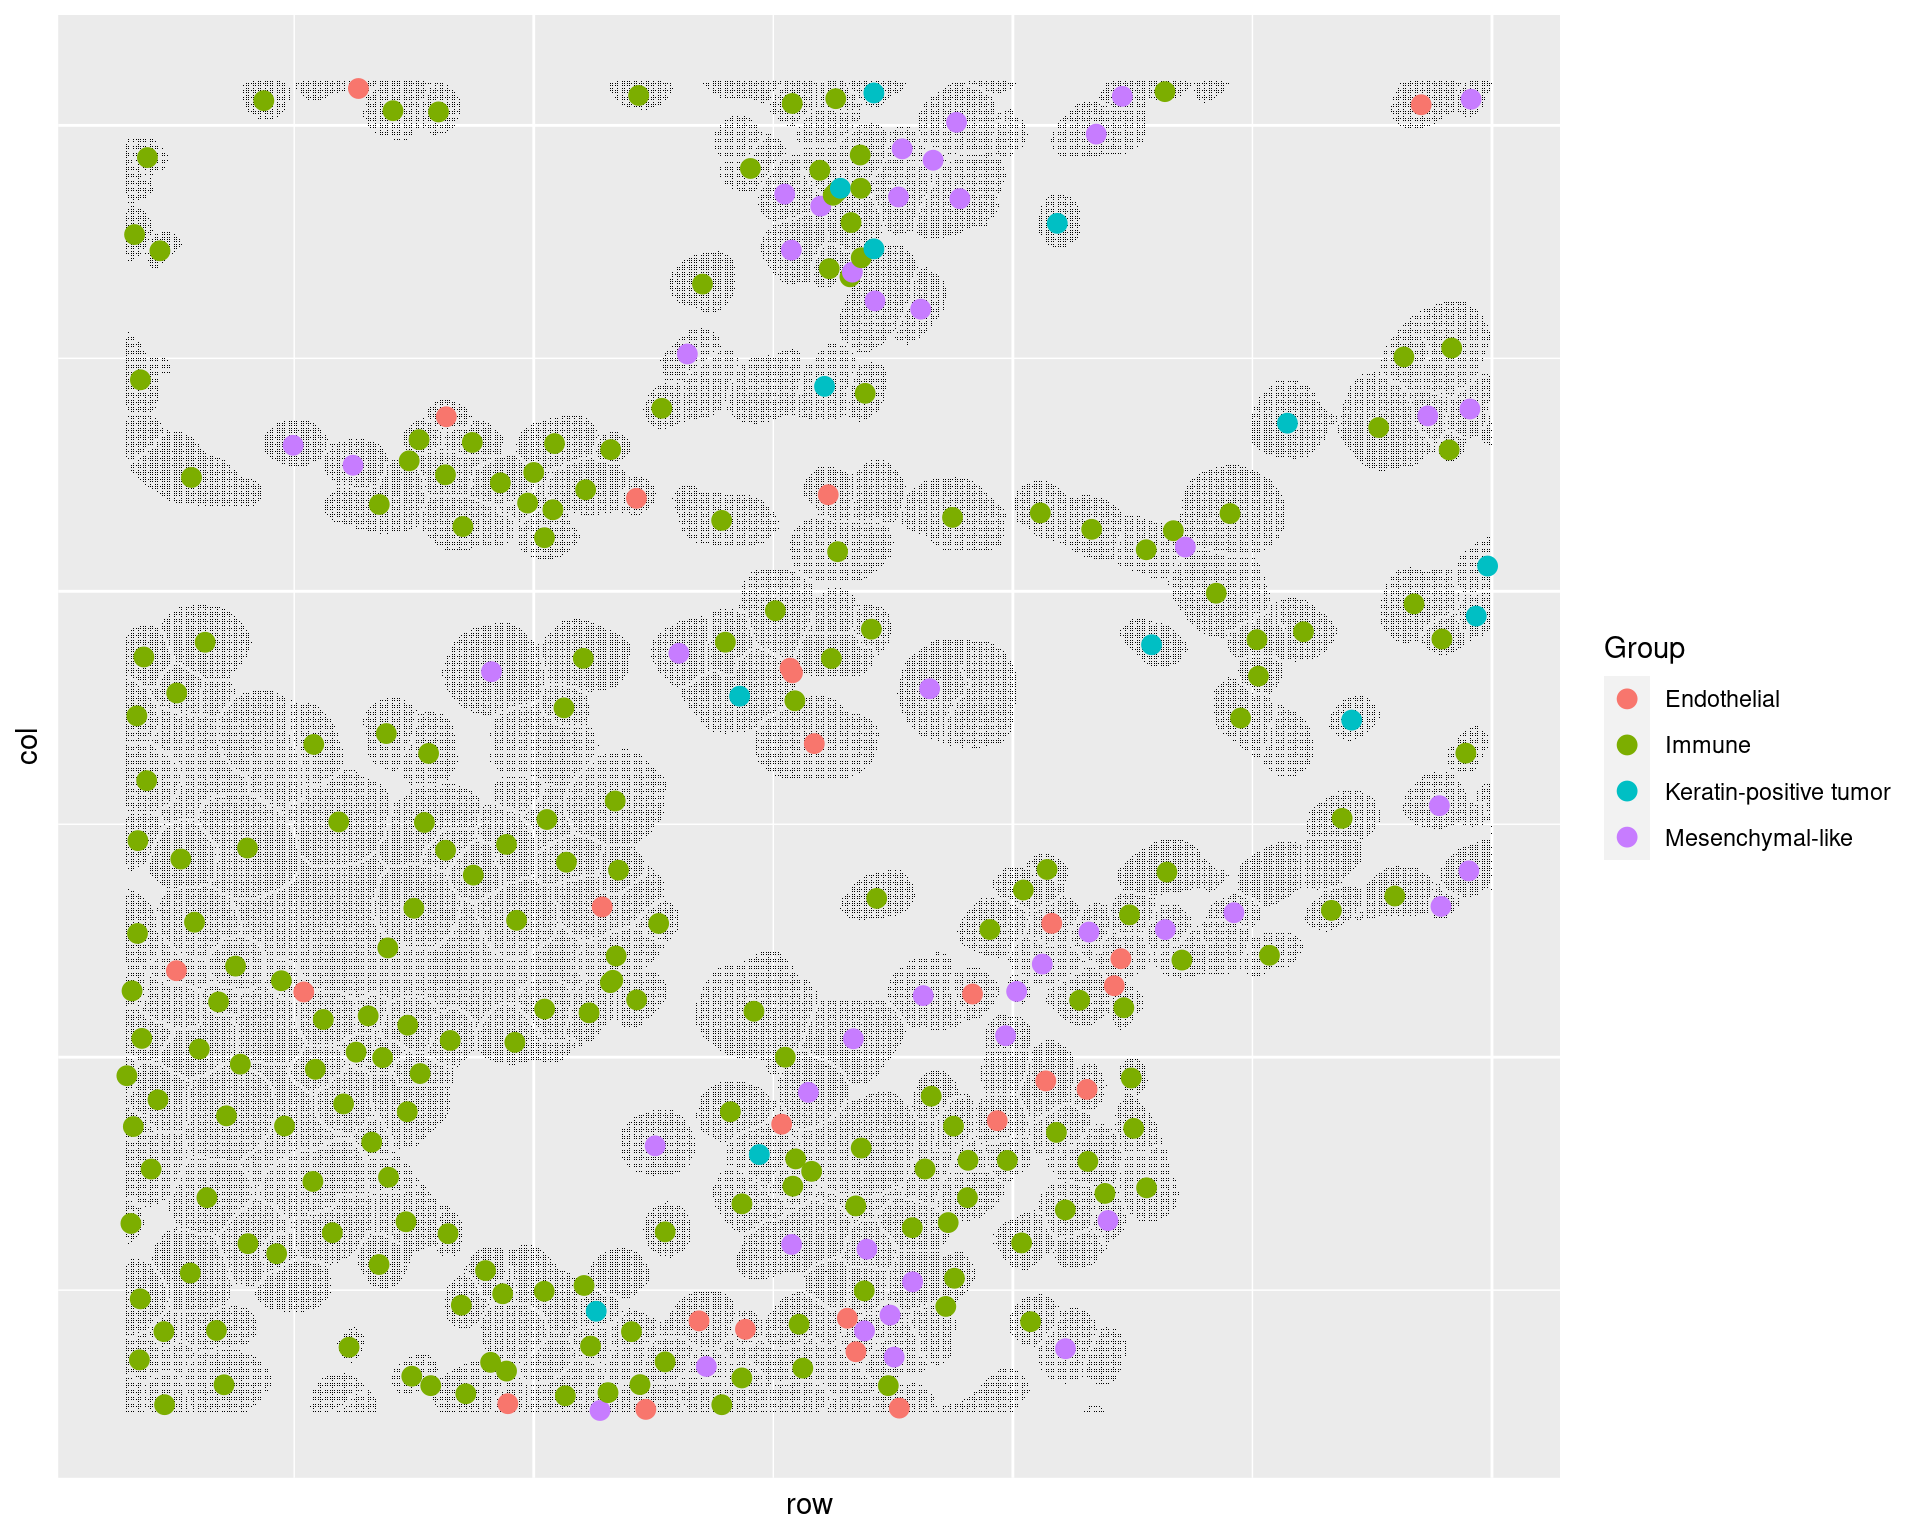 col
row
Group
Endothelial
Immune
Keratin-positive tumor
Mesenchymal-like